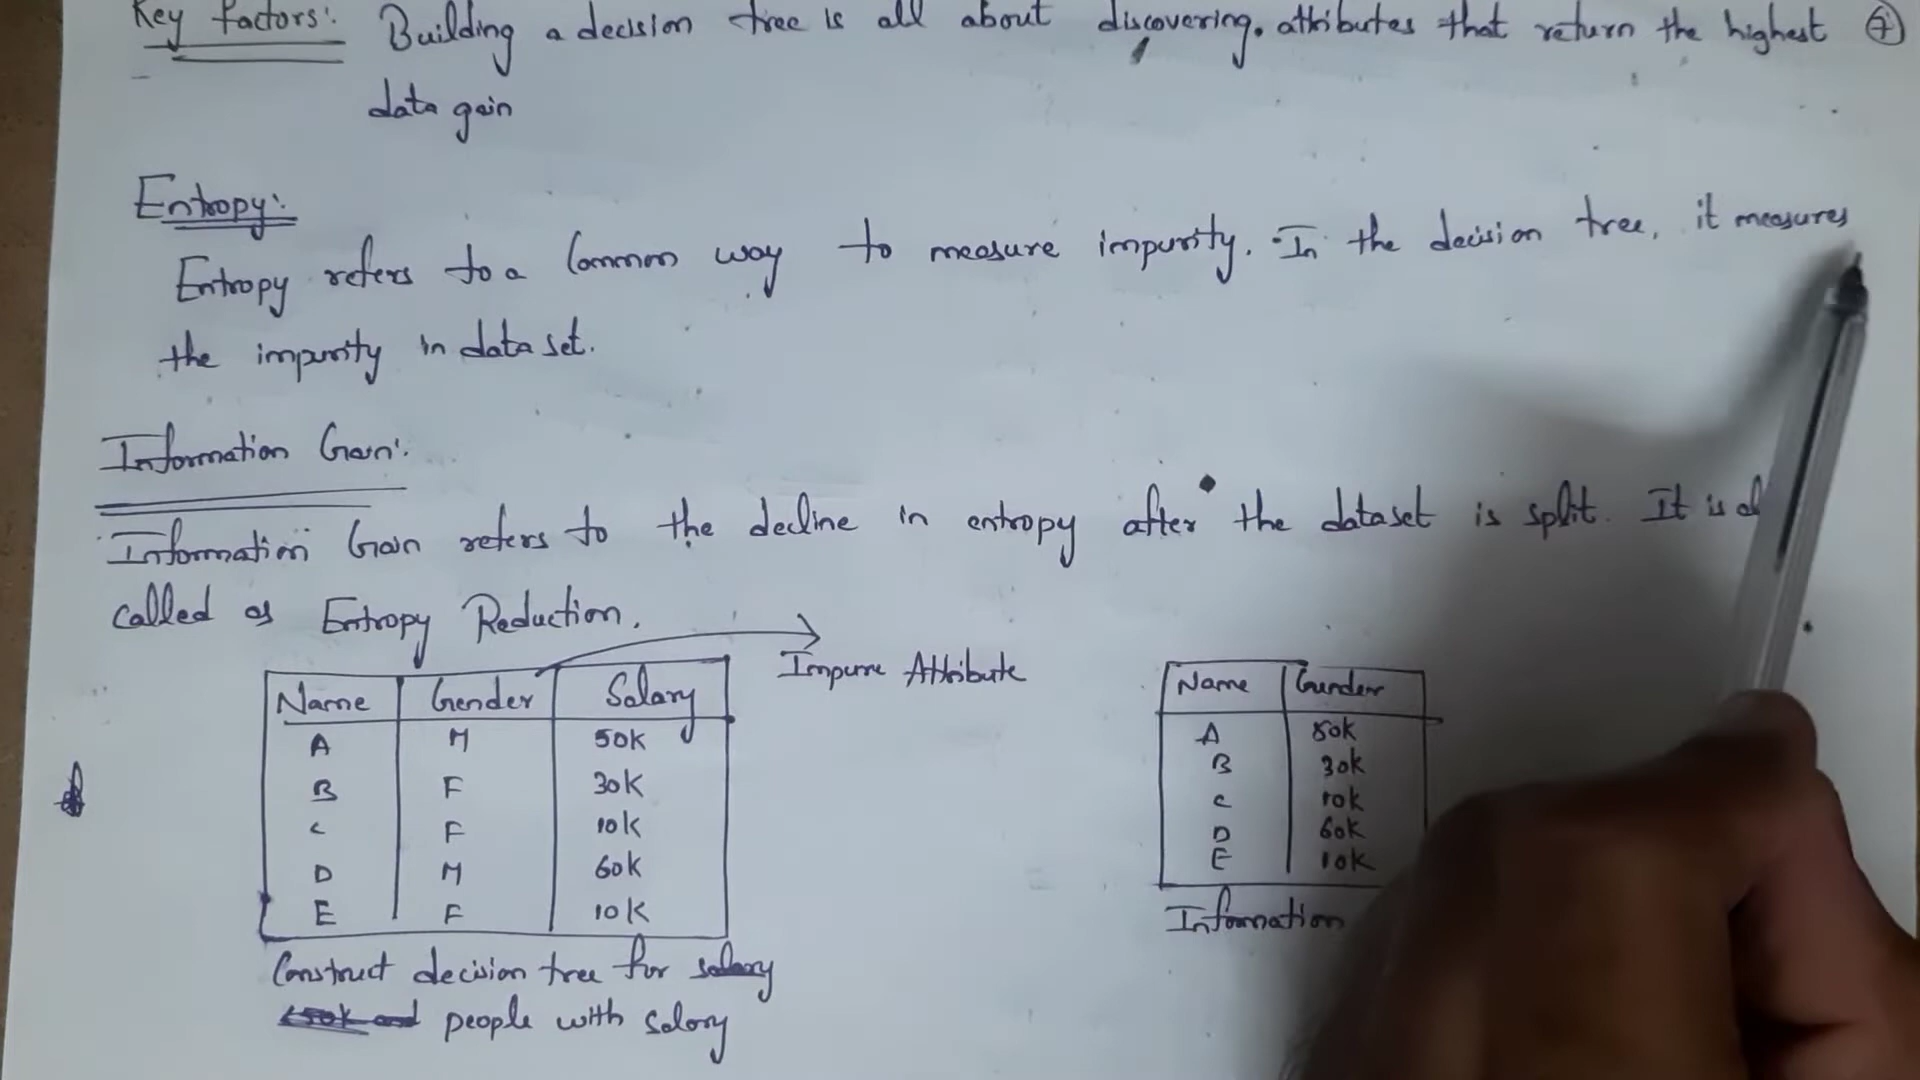 Key factors: Building a decision tree is all about discovering attributes that return the highest 7
data gain
Entropy:
Entropy refers to a Common way to measure impurity. In the decision tree, it measures
the impurity in data set.
Information Gain:
Information Gain refers to the decline in entropy after the dataset is split. It is
called as Entropy Reduction.
Impure Attribute
Name Gender Salary
A M 50K
B F 30K
C F 10K
D M 60K
E F 10K
Construct decision tree for salary
people with salary
Name Gender
A 50K
B 30K
C 10K
D 60K
E 10K
Information